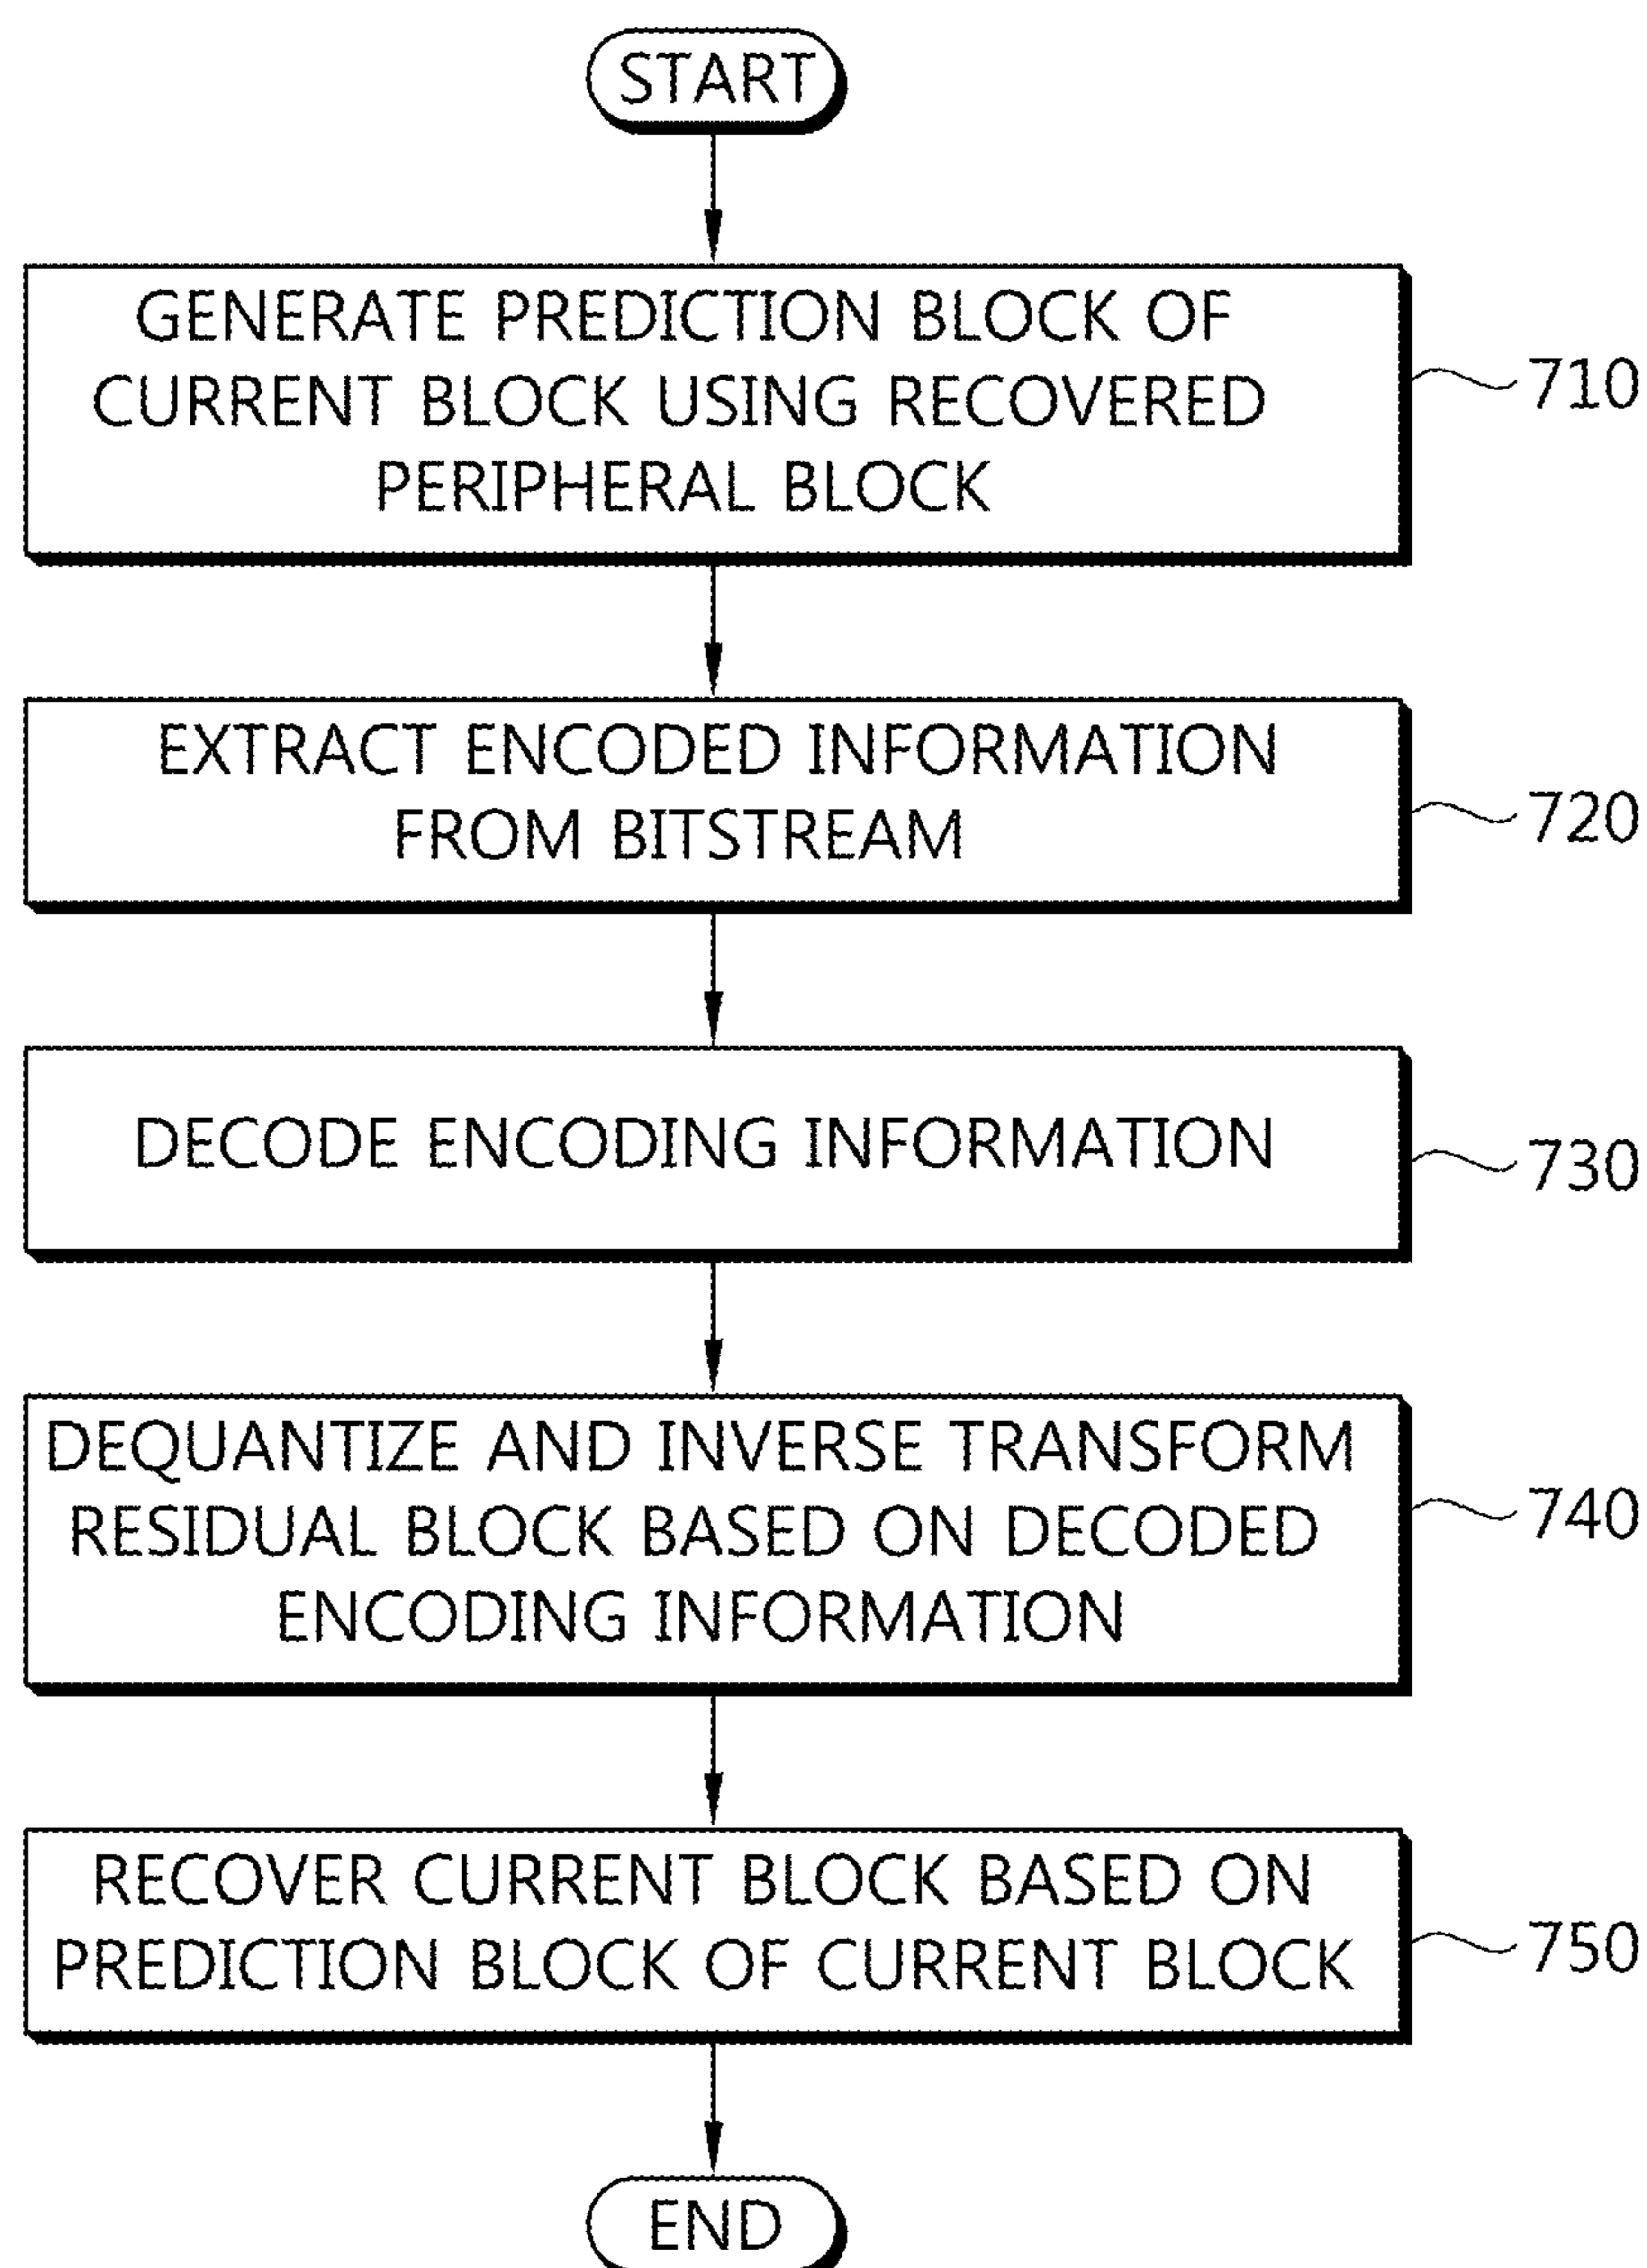 START
GENERATE PREDICTION BLOCK OF
CURRENT BLOCK USING RECOVERED
PERIPHERAL BLOCK
710
EXTRACT ENCODED INFORMATION
FROM BITSTREAM
720
DECODE ENCODING INFORMATION
730
DEQUANTIZE AND INVERSE TRANSFORM
RESIDUAL BLOCK BASED ON DECODED
ENCODING INFORMATION
740
RECOVER CURRENT BLOCK BASED ON
PREDICTION BLOCK OF CURRENT BLOCK
750
END